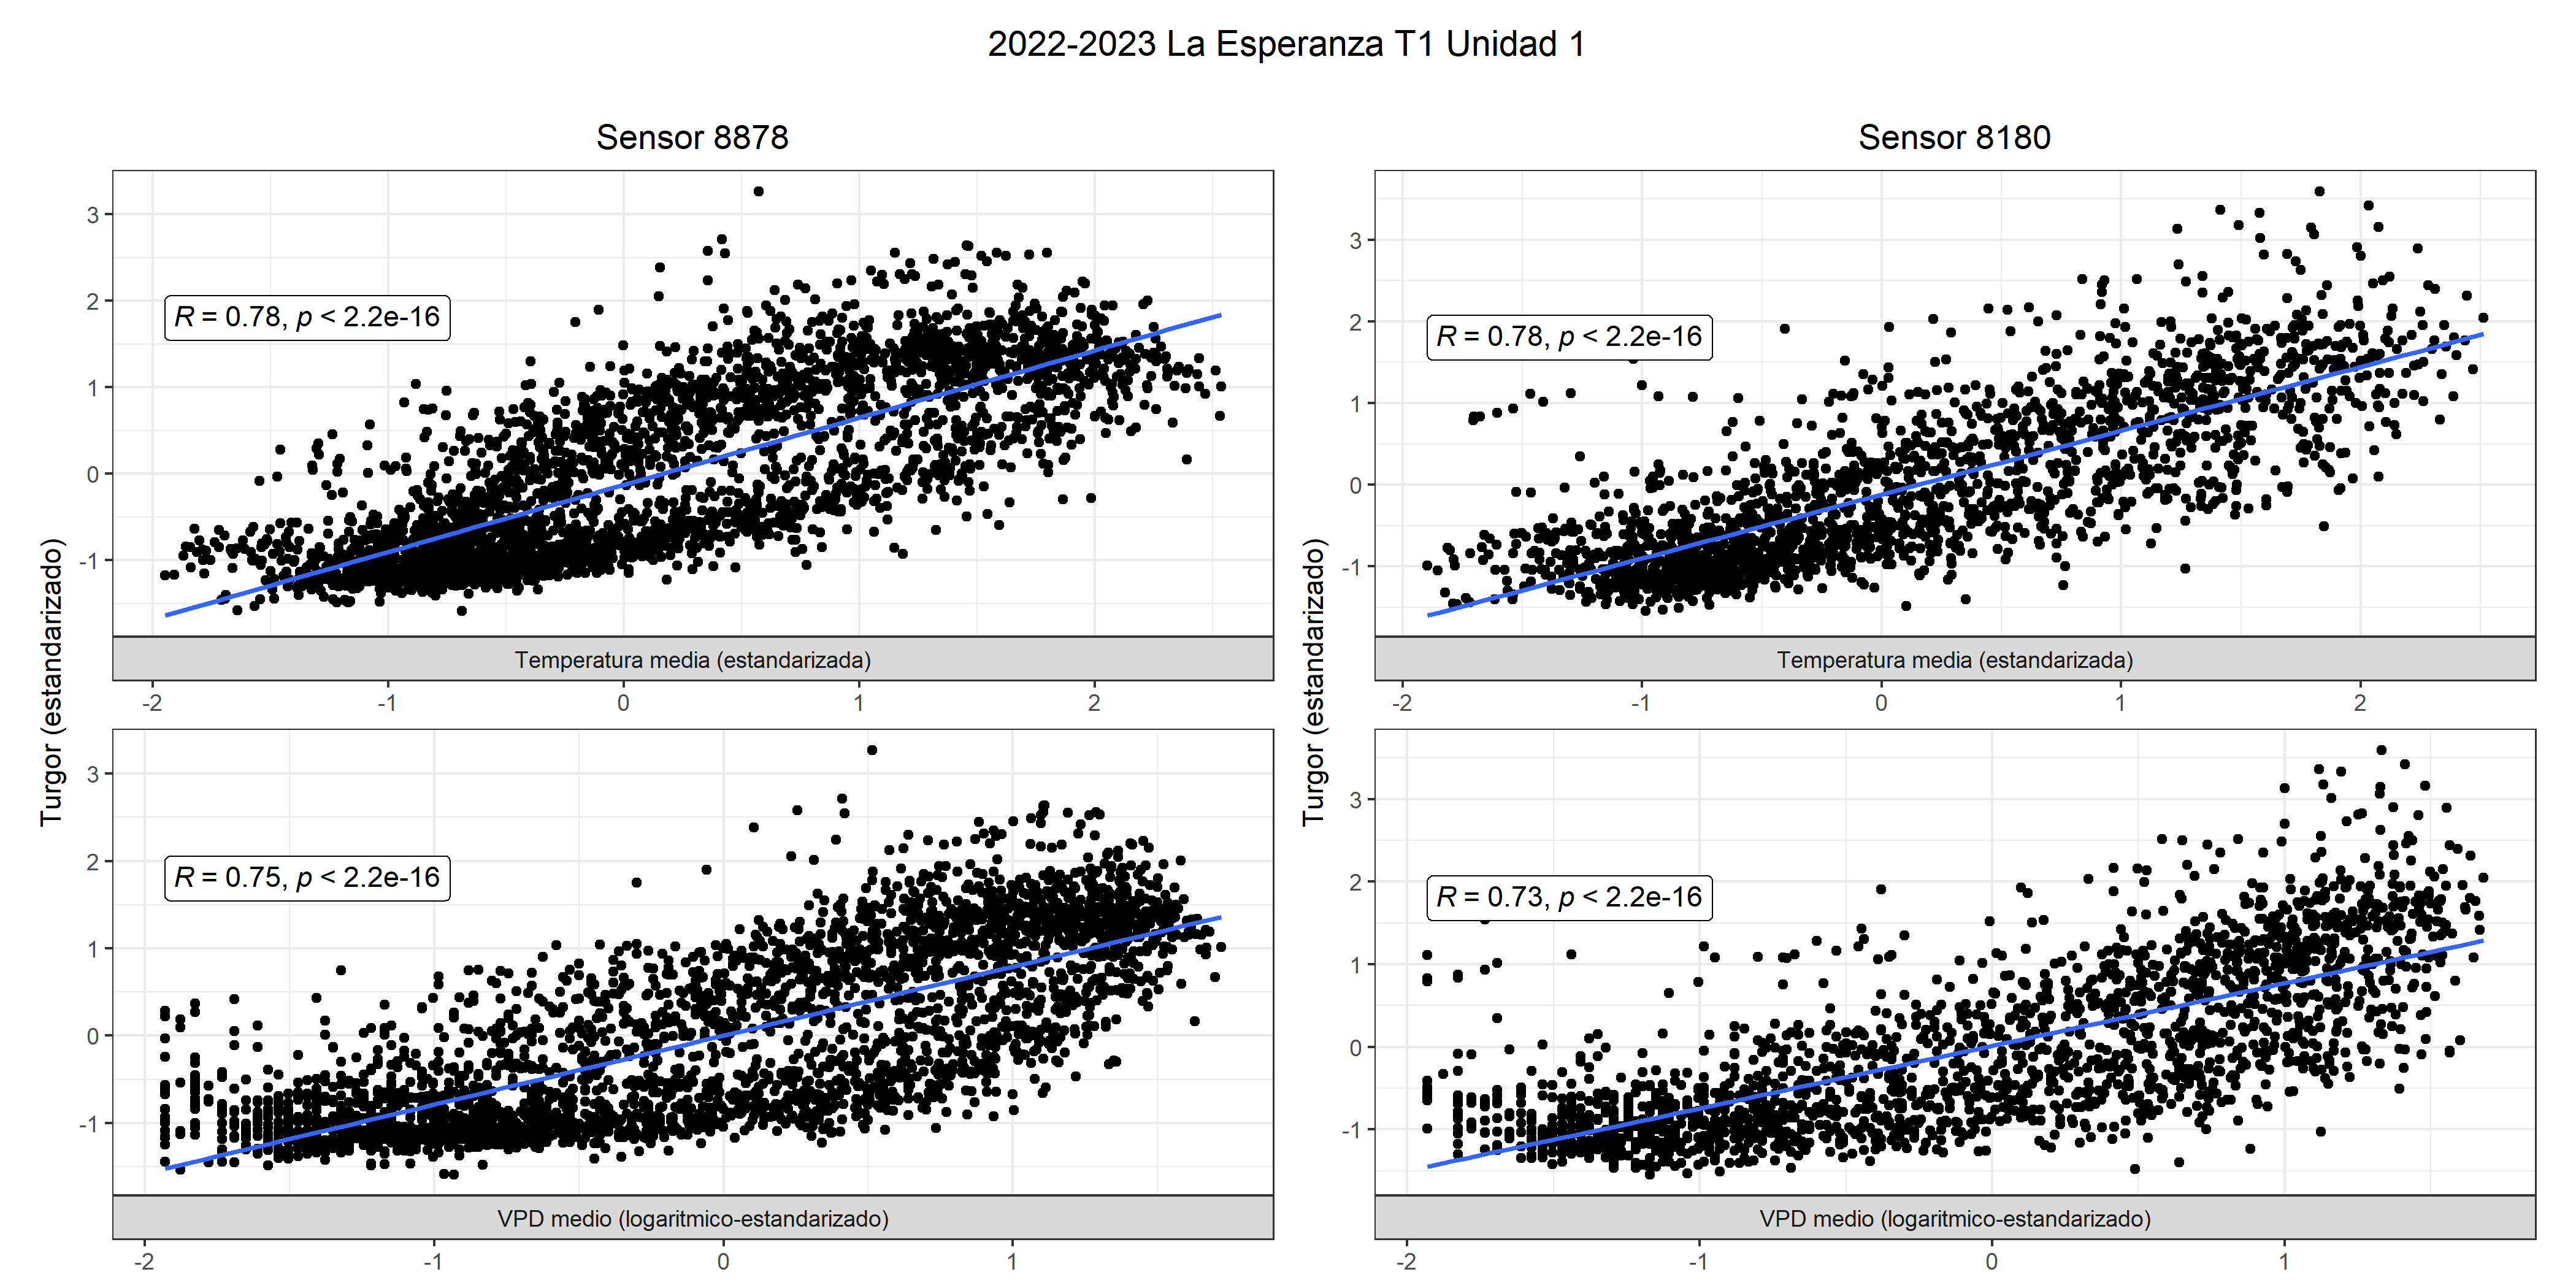 2022-2023 La Esperanza T1 Unidad 1
Sensor 8878
Turgor (estandarizado)
3
2
1
0
-1
R = 0.78, p < 2.2e-16
Temperatura media (estandarizada)
-2 -1 0 1 2
3
2
1
0
-1
R = 0.75, p < 2.2e-16
VPD medio (logaritmico-estandarizado)
-2 -1 0 1
Sensor 8180
Turgor (estandarizado)
3
2
1
0
-1
R = 0.78, p < 2.2e-16
Temperatura media (estandarizada)
-2 -1 0 1 2
3
2
1
0
-1
R = 0.73, p < 2.2e-16
VPD medio (logaritmico-estandarizado)
-2 -1 0 1